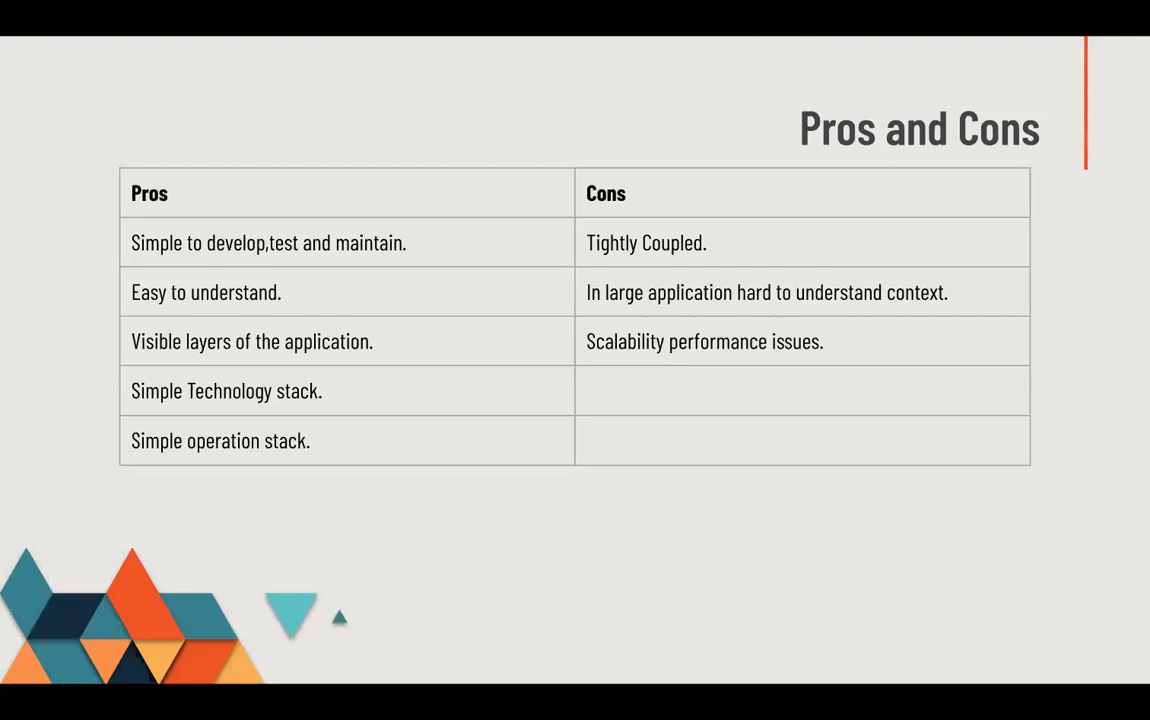 Pros and Cons
Pros
Cons
Simple to develop,test and maintain.
Tightly Coupled.
Easy to understand.
In large application hard to understand context.
Visible layers of the application.
Scalability performance issues.
Simple Technology stack.
Simple operation stack.